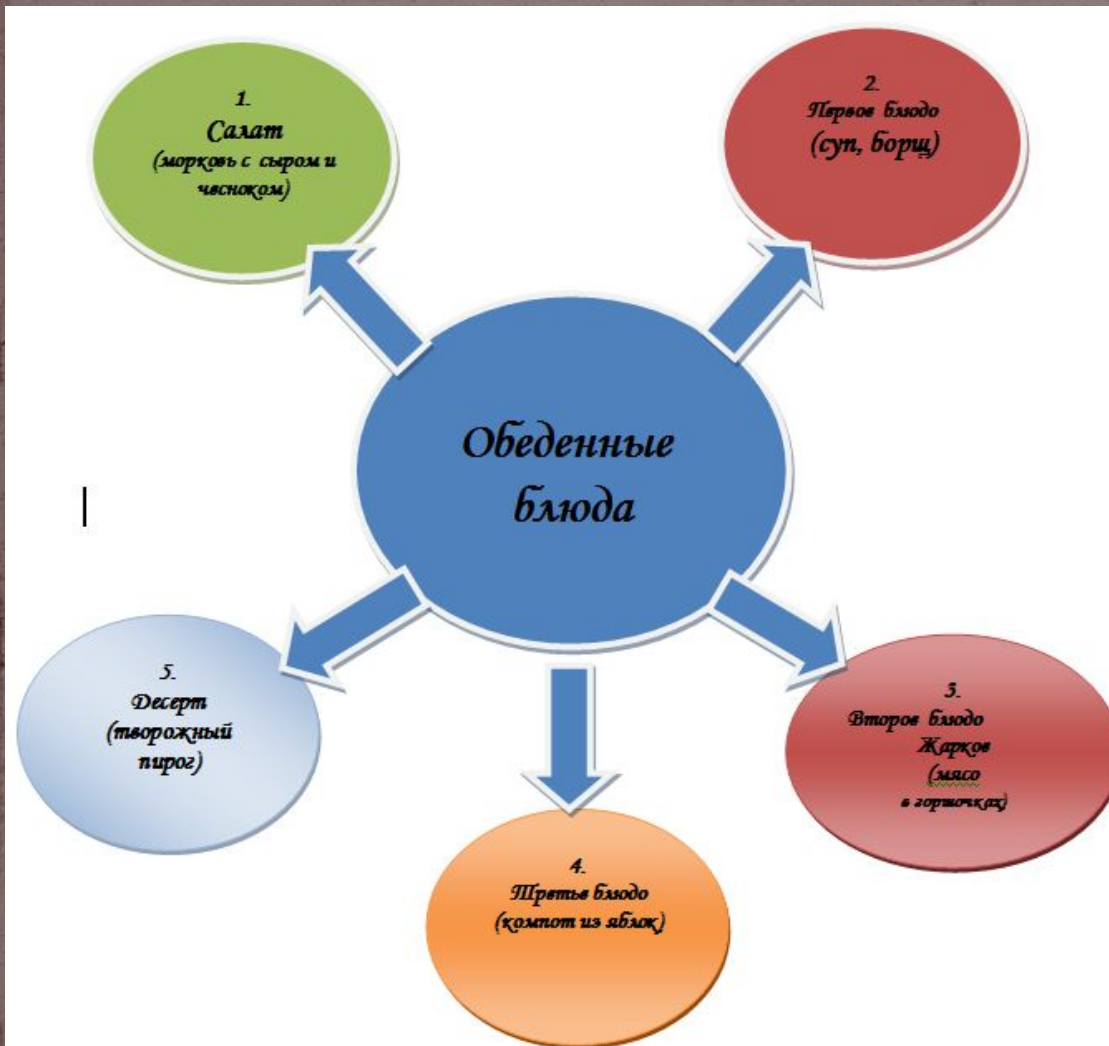 Обеденные
блюда
1.
Салат
(морковь с сыром и
чесноком)
2.
Первое блюдо
(суп, борщ)
3.
Второе блюдо
Жаркое
(мясо
в горшочках)
4.
Третье блюдо
(компот из яблок)
5.
Десерт
(творожный
пирог)